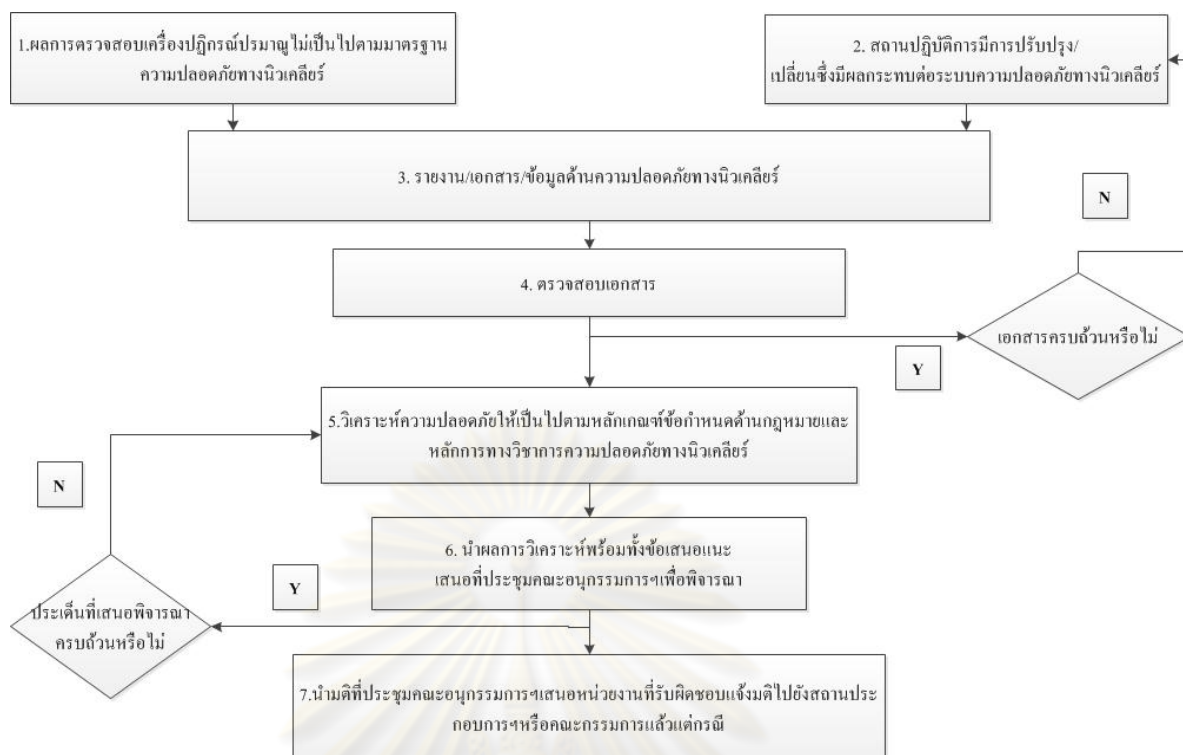 1.ผลการตรวจสอบเครื่องปฏิกรณ์ปรมาณูไม่เป็นไปตามมาตรฐาน
ความปลอดภัยทางนิวเคลียร์
2. สถานปฏิบัติการมีการปรับปรุง/
เปลี่ยนซึ่งมีผลกระทบต่อระบบความปลอดภัยทางนิวเคลียร์
3. รายงาน/เอกสาร/ข้อมูลด้านความปลอดภัยทางนิวเคลียร์
N
4. ตรวจสอบเอกสาร
เอกสารครบถ้วนหรือไม่
Y
5.วิเคราะห์ความปลอดภัยให้เป็นไปตามหลักเกณฑ์ข้อกำหนดด้านกฎหมายและ
หลักการทางวิชาการความปลอดภัยทางนิวเคลียร์
N
6. นำผลการวิเคราะห์พร้อมทั้งข้อเสนอแนะ
เสนอที่ประชุมคณะอนุกรรมการฯเพื่อพิจารณา
Y
ประเด็นที่เสนอพิจารณา
ครบถ้วนหรือไม่
7.นำมติที่ประชุมคณะอนุกรรมการฯเสนอหน่วยงานที่รับผิดชอบแจ้งมติไปยังสถานประ
กอบการฯหรือคณะกรรมการแล้วแต่กรณี